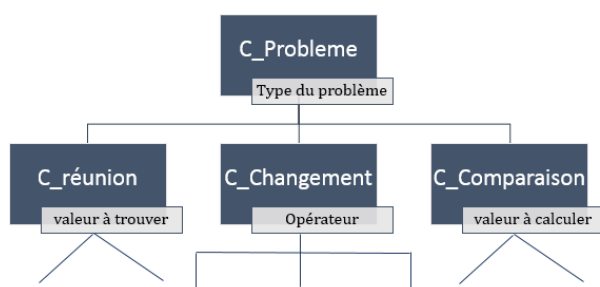 C_Probleme
Type du problème
C_réunion
C_Changement
C_Comparaison
valeur à trouver
Opérateur
valeur à calculer